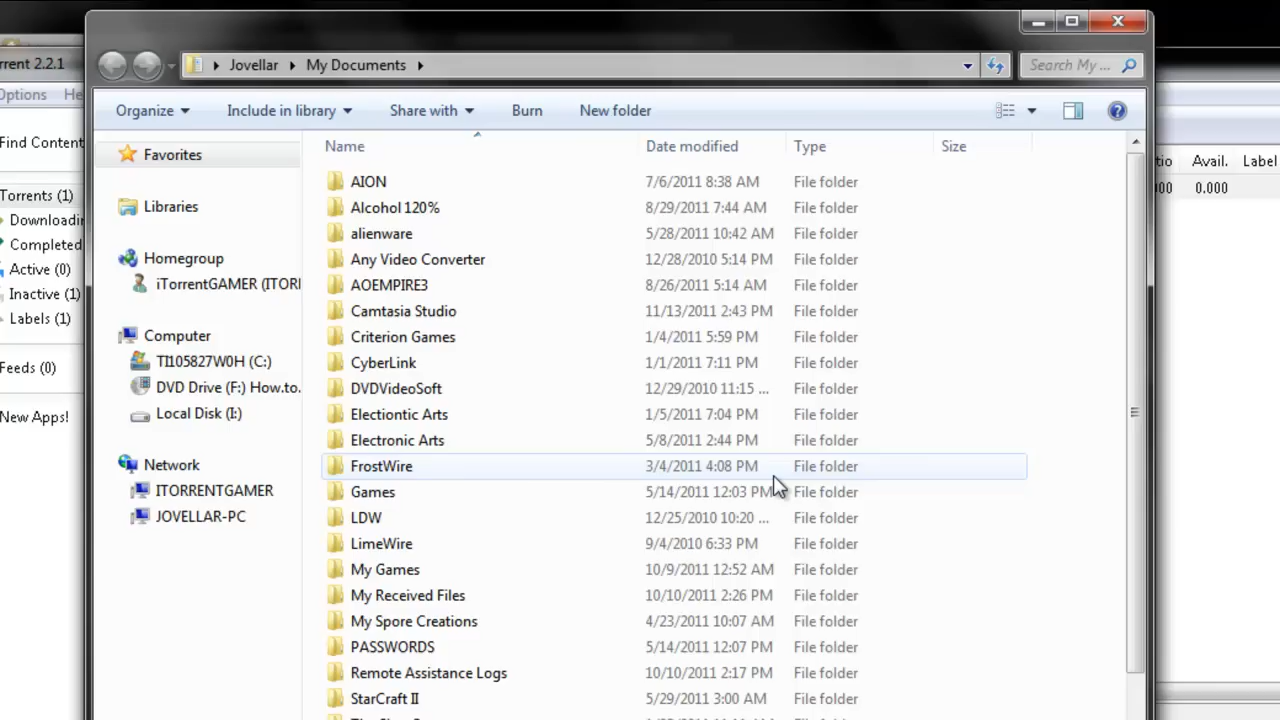 rrent 2.2.1
Options He
Find Content
Torrents (1)
Downloadin
Completed
Active (0)
Inactive (1)
Labels (1)
Feeds (0)
New Apps!
Jovellar My Documents
Search My ...
Organize Include in library Share with Burn New folder
Favorites
Libraries
Homegroup
iTorrentGAMER (ITORR
Computer
TI105827W0H (C:)
DVD Drive (F:) How.to.
Local Disk (I:)
Network
ITORRENTGAMER
JOVELLAR-PC
Name Date modified Type Size
AION 7/6/2011 8:38 AM File folder
Alcohol 120% 8/29/2011 7:44 AM File folder
alienware 5/28/2011 10:42 AM File folder
Any Video Converter 12/28/2010 5:14 PM File folder
AOEMPIRE3 8/26/2011 5:14 AM File folder
Camtasia Studio 11/13/2011 2:43 PM File folder
Criterion Games 1/4/2011 5:59 PM File folder
CyberLink 1/1/2011 7:11 PM File folder
DVDVideoSoft 12/29/2010 11:15 ... File folder
Electiontic Arts 1/5/2011 7:04 PM File folder
Electronic Arts 5/8/2011 2:44 PM File folder
FrostWire 3/4/2011 4:08 PM File folder
Games 5/14/2011 12:03 PM File folder
LDW 12/25/2010 10:20 ... File folder
LimeWire 9/4/2010 6:33 PM File folder
My Games 10/9/2011 12:52 AM File folder
My Received Files 10/10/2011 2:26 PM File folder
My Spore Creations 4/23/2011 10:07 AM File folder
PASSWORDS 5/14/2011 12:07 PM File folder
Remote Assistance Logs 10/10/2011 2:17 PM File folder
StarCraft II 5/29/2011 3:00 AM File folder
tio Avail. Label
000 0.000